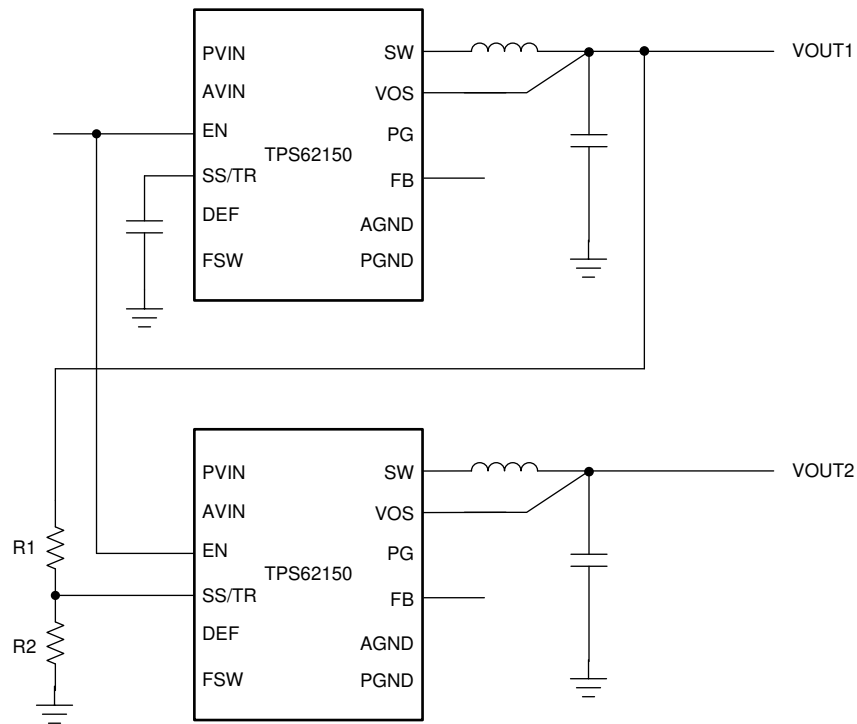 PVIN
SW
VOUT1
AVIN
VOS
EN
PG
TPS62150
SS/TR
FB
DEF
AGND
FSW
PGND
PVIN
SW
VOUT2
AVIN
VOS
R1
EN
PG
TPS62150
SS/TR
FB
R2
DEF
AGND
FSW
PGND